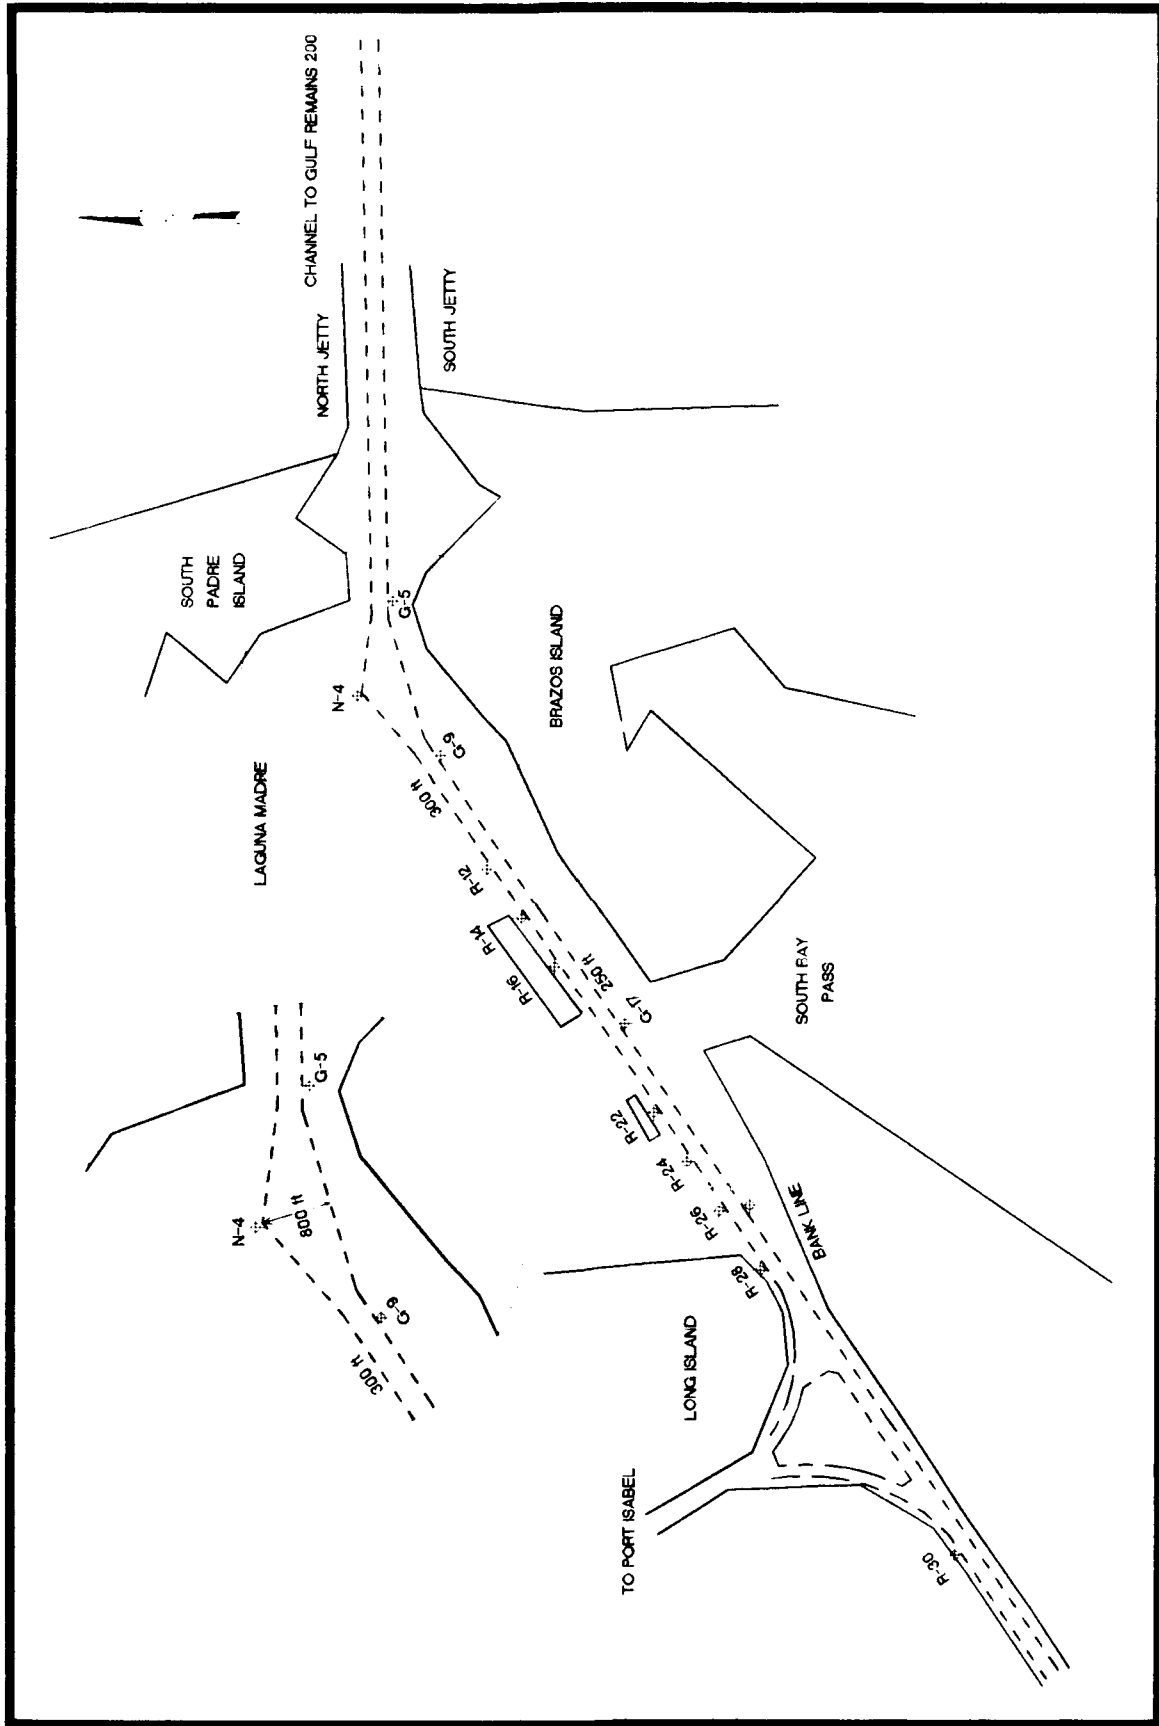 CHANNEL TO GULF REMAINS 200
NORTH JETTY
SOUTH JETTY
SOUTH
PADRE
ISLAND
G-5
N-4
BRAZOS ISLAND
G-9
300 ft
LAGUNA MADRE
R-12
R-14
R-16
250 ft
G-17
SOUTH BAY
PASS
R-22
R-24
R-26
BANK LINE
R-28
LONG ISLAND
TO PORT ISABEL
R-30
G-5
N-4
800 ft
G-9
300 ft